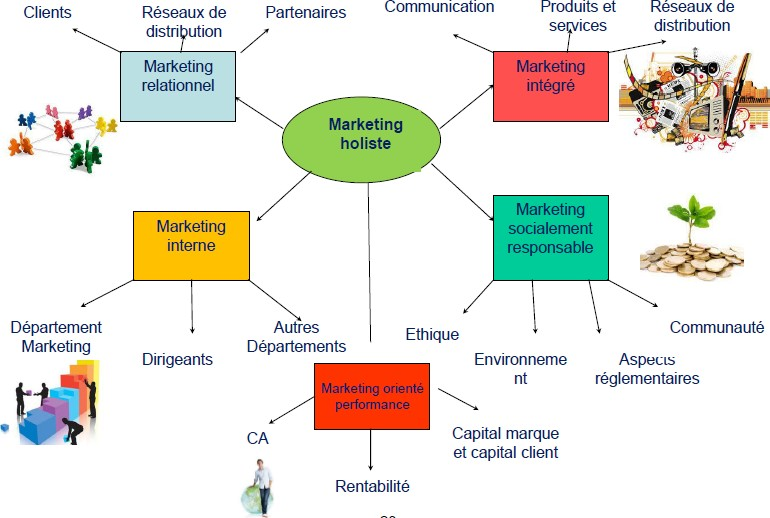 Clients
Réseaux de
distribution
Partenaires
Communication
Produits et
services
Réseaux de
distribution
Marketing
relationnel
Marketing
intégré
Marketing
holiste
Marketing
interne
Marketing
socialement
responsable
Département
Marketing
Dirigeants
Autres
Départements
Ethique
Environneme
nt
Aspects
réglementaires
Communauté
Marketing orienté
performance
CA
Rentabilité
Capital marque
et capital client